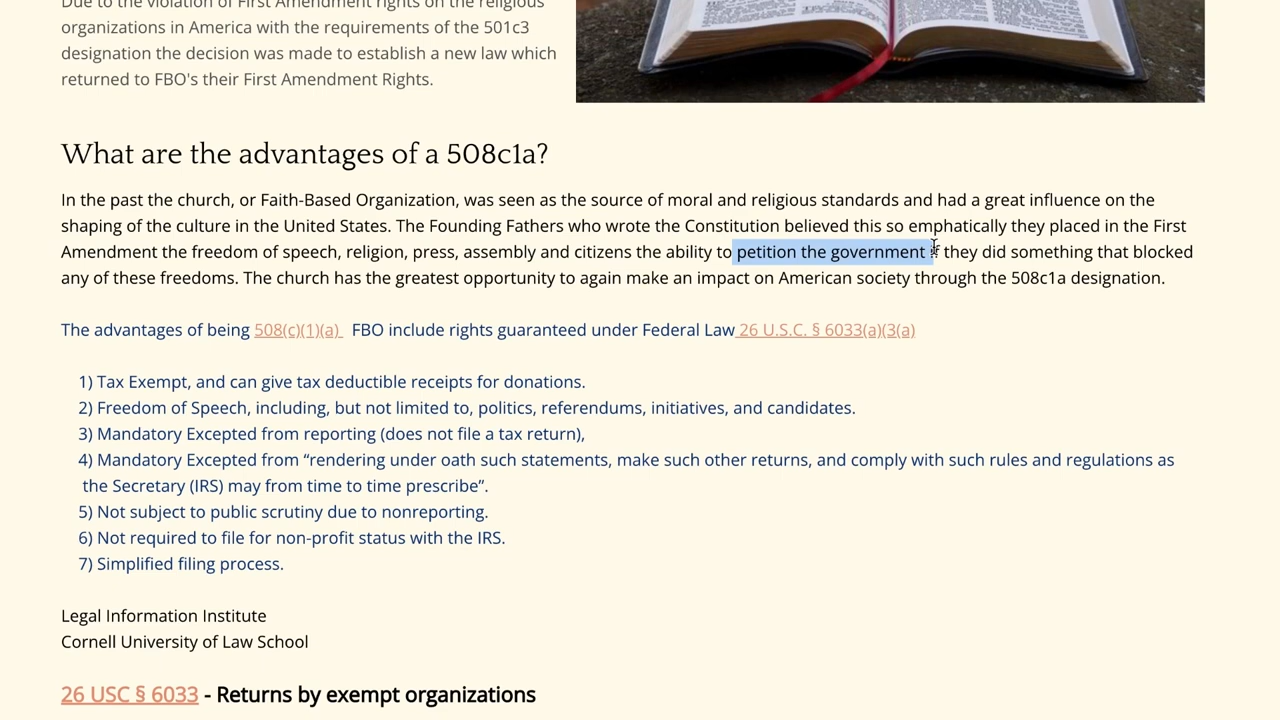 Due to the violation of First Amendment rights on the religious
organizations in America with the requirements of the 501c3
designation the decision was made to establish a new law which
returned to FBO's their First Amendment Rights.
What are the advantages of a 508c1a?
In the past the church, or Faith-Based Organization, was seen as the source of moral and religious standards and had a great influence on the
shaping of the culture in the United States. The Founding Fathers who wrote the Constitution believed this so emphatically they placed in the First
Amendment the freedom of speech, religion, press, assembly and citizens the ability to petition the government if they did something that blocked
any of these freedoms. The church has the greatest opportunity to again make an impact on American society through the 508c1a designation.
The advantages of being 508(c)(1)(a) FBO include rights guaranteed under Federal Law 26 U.S.C. § 6033(a)(3(a)
1) Tax Exempt, and can give tax deductible receipts for donations.
2) Freedom of Speech, including, but not limited to, politics, referendums, initiatives, and candidates.
3) Mandatory Excepted from reporting (does not file a tax return),
4) Mandatory Excepted from “rendering under oath such statements, make such other returns, and comply with such rules and regulations as
the Secretary (IRS) may from time to time prescribe”.
5) Not subject to public scrutiny due to nonreporting.
6) Not required to file for non-profit status with the IRS.
7) Simplified filing process.
Legal Information Institute
Cornell University of Law School
26 USC § 6033 - Returns by exempt organizations